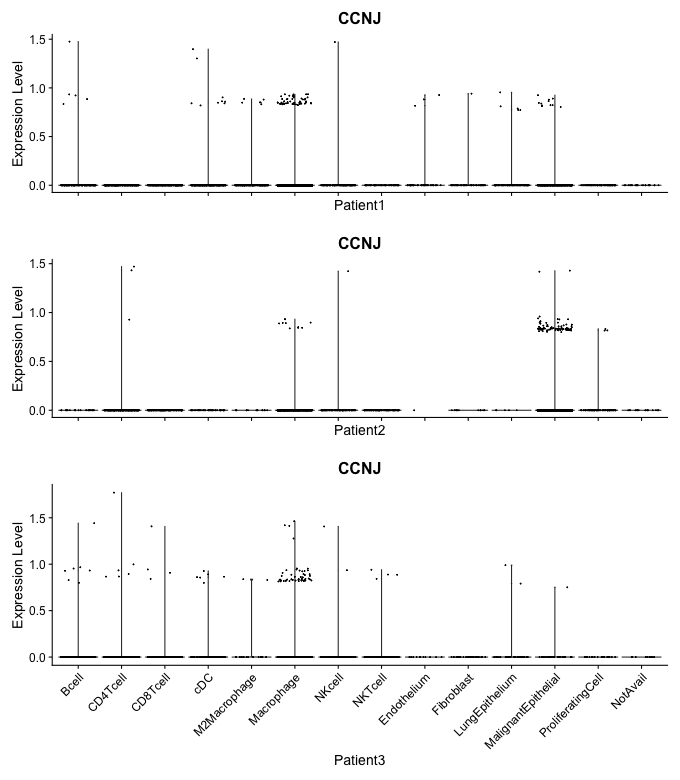 CCNJ
Expression Level
1.5
1.0
0.5
0.0
Patient1
CCNJ
Expression Level
1.5
1.0
0.5
0.0
Patient2
CCNJ
Expression Level
1.5
1.0
0.5
0.0
Bcell
CD4Tcell
CD8Tcell
cDC
M2Macrophage
Macrophage
NKcell
NKTcell
Endothelium
Fibroblast
LungEpithelium
MalignantEpithelial
ProliferatingCell
NotAvail
Patient3